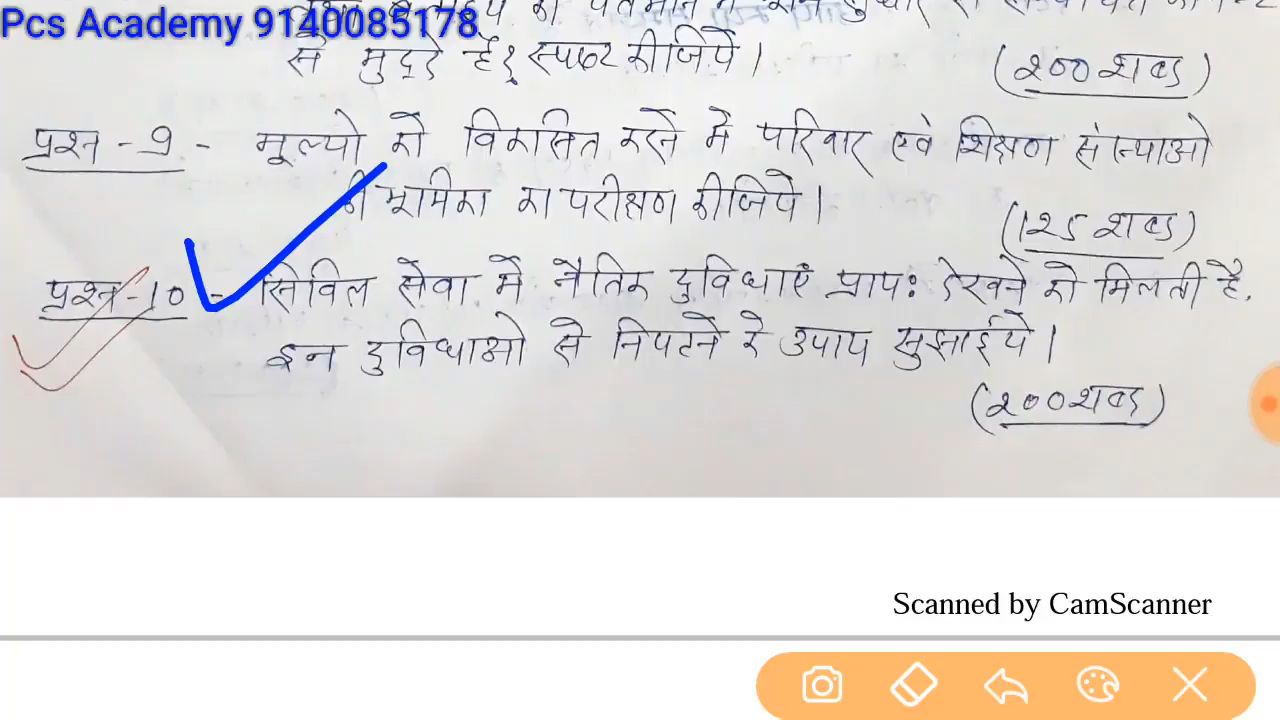 Pcs Academy 9140085178
से मुद्दे हैं? स्पष्ट कीजिये।
(200 शब्द)
प्रश्न - 9 - मूल्यो को विकसित करने मे परिवार एवं शिक्षण संस्थाओ
की भूमिका का परीक्षण कीजिये।
(125 शब्द)
प्रश्न-10 - सिविल सेवा मे नैतिक दुविधाएं प्राय: देखने को मिलती है,
इन दुविधाओ से निपटने के उपाय सुझाईये।
(200 शब्द)
Scanned by CamScanner